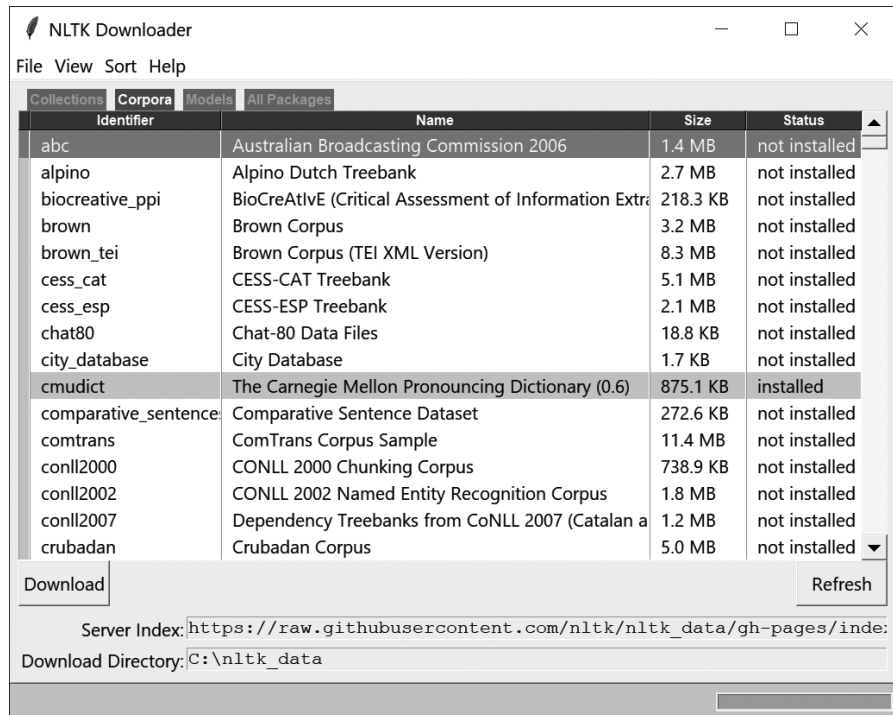 NLTK Downloader
File View Sort Help
Collections Corpora Models All Packages
Identifier Name Size Status
abc Australian Broadcasting Commission 2006 1.4 MB not installed
alpino Alpino Dutch Treebank 2.7 MB not installed
biocreative_ppi BioCreAtIvE (Critical Assessment of Information Extra 218.3 KB not installed
brown Brown Corpus 3.2 MB not installed
brown_tei Brown Corpus (TEI XML Version) 8.3 MB not installed
cess_cat CESS-CAT Treebank 5.1 MB not installed
cess_esp CESS-ESP Treebank 2.1 MB not installed
chat80 Chat-80 Data Files 18.8 KB not installed
city_database City Database 1.7 KB not installed
cmudict The Carnegie Mellon Pronouncing Dictionary (0.6) 875.1 KB installed
comparative_sentences Comparative Sentence Dataset 272.6 KB not installed
comtrans ComTrans Corpus Sample 11.4 MB not installed
conll2000 CONLL 2000 Chunking Corpus 738.9 KB not installed
conll2002 CONLL 2002 Named Entity Recognition Corpus 1.8 MB not installed
conll2007 Dependency Treebanks from CoNLL 2007 (Catalan a 1.2 MB not installed
crubadan Crubadan Corpus 5.0 MB not installed
Download Refresh
Server Index: https://raw.githubusercontent.com/nltk/nltk_data/gh-pages/index
Download Directory: C:\nltk_data